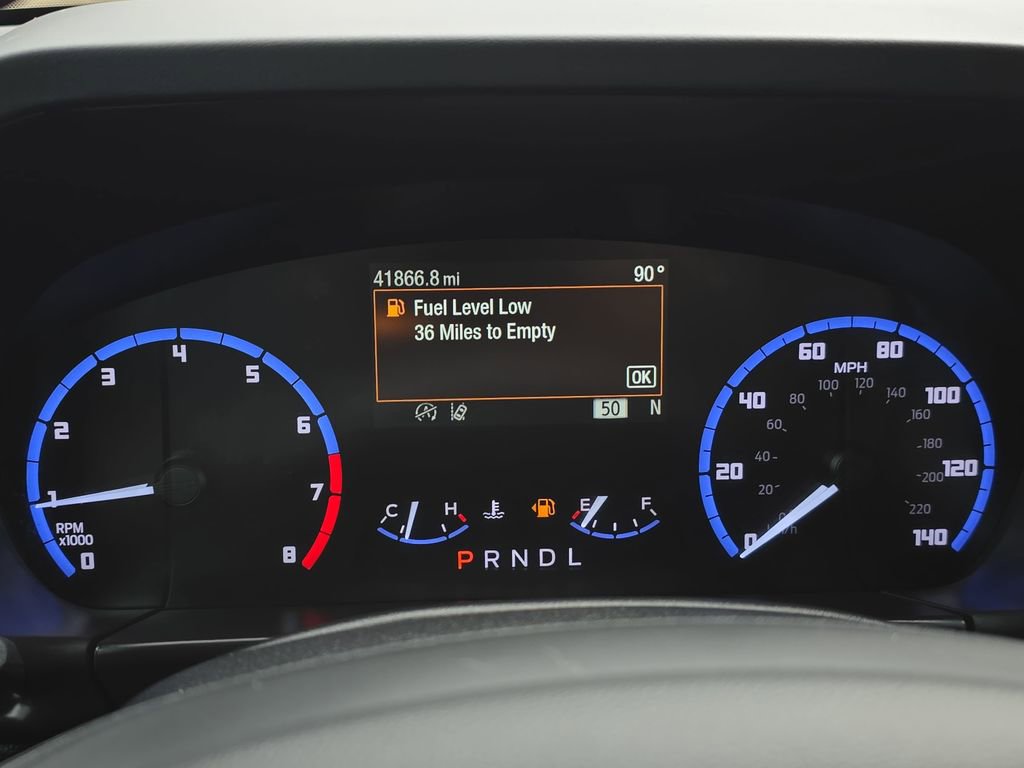 41866.8 mi 90°
Fuel Level Low
36 Miles to Empty
OK
50 N
0 1 2 3 4 5 6 7 8
RPM
x1000
C H
E F
P R N D L
0 20 40 60 80 100 120 140
MPH
0 20 40 60 80 100 120 140 160 180 200 220
km/h